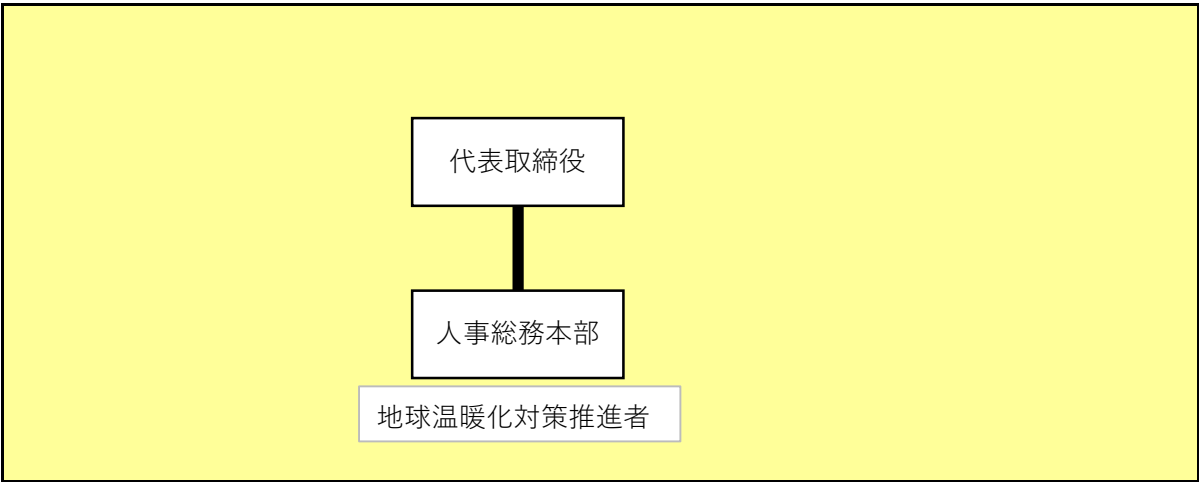 代表取締役
人事総務本部
地球温暖化対策推進者